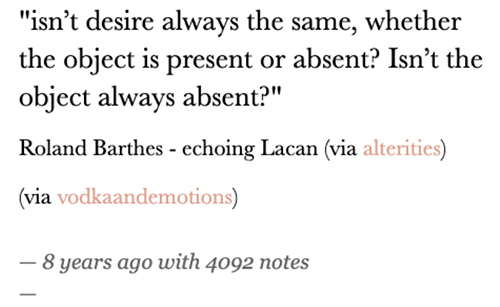 "isn’t desire always the same, whether
the object is present or absent? Isn’t the
object always absent?"
Roland Barthes - echoing Lacan (via alterities)
(via vodkaandemotions)
— 8 years ago with 4092 notes
—